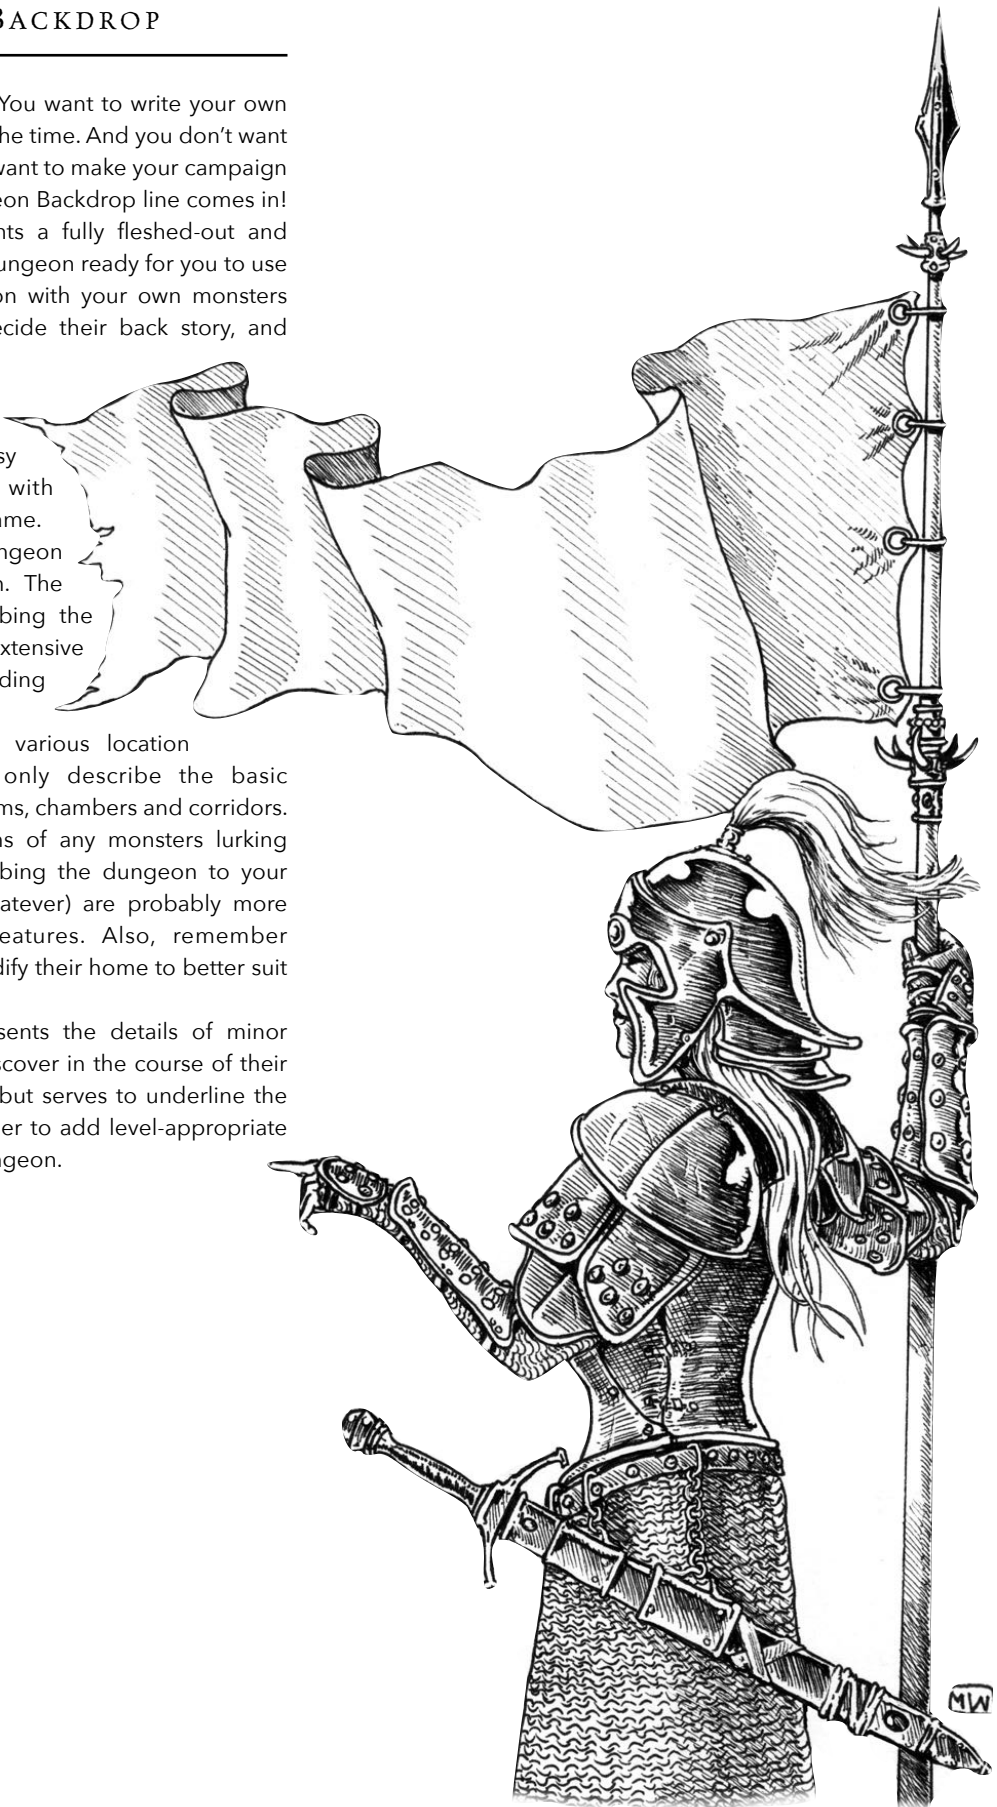 BACKDROP
You want to write your own
he time. And you don't want
want to make your campaign
eon Backdrop line comes in!
nts a fully fleshed-out and
ungeon ready for you to use
on with your own monsters
ecide their back story, and
sy
with
ame.
ngeon
n. The
bing the
xtensive
ding
various location
only describe the basic
ms, chambers and corridors.
ns of any monsters lurking
bing the dungeon to your
atever) are probably more
eatures. Also, remember
dify their home to better suit
sents the details of minor
scover in the course of their
but serves to underline the
er to add level-appropriate
ngeon.
MW